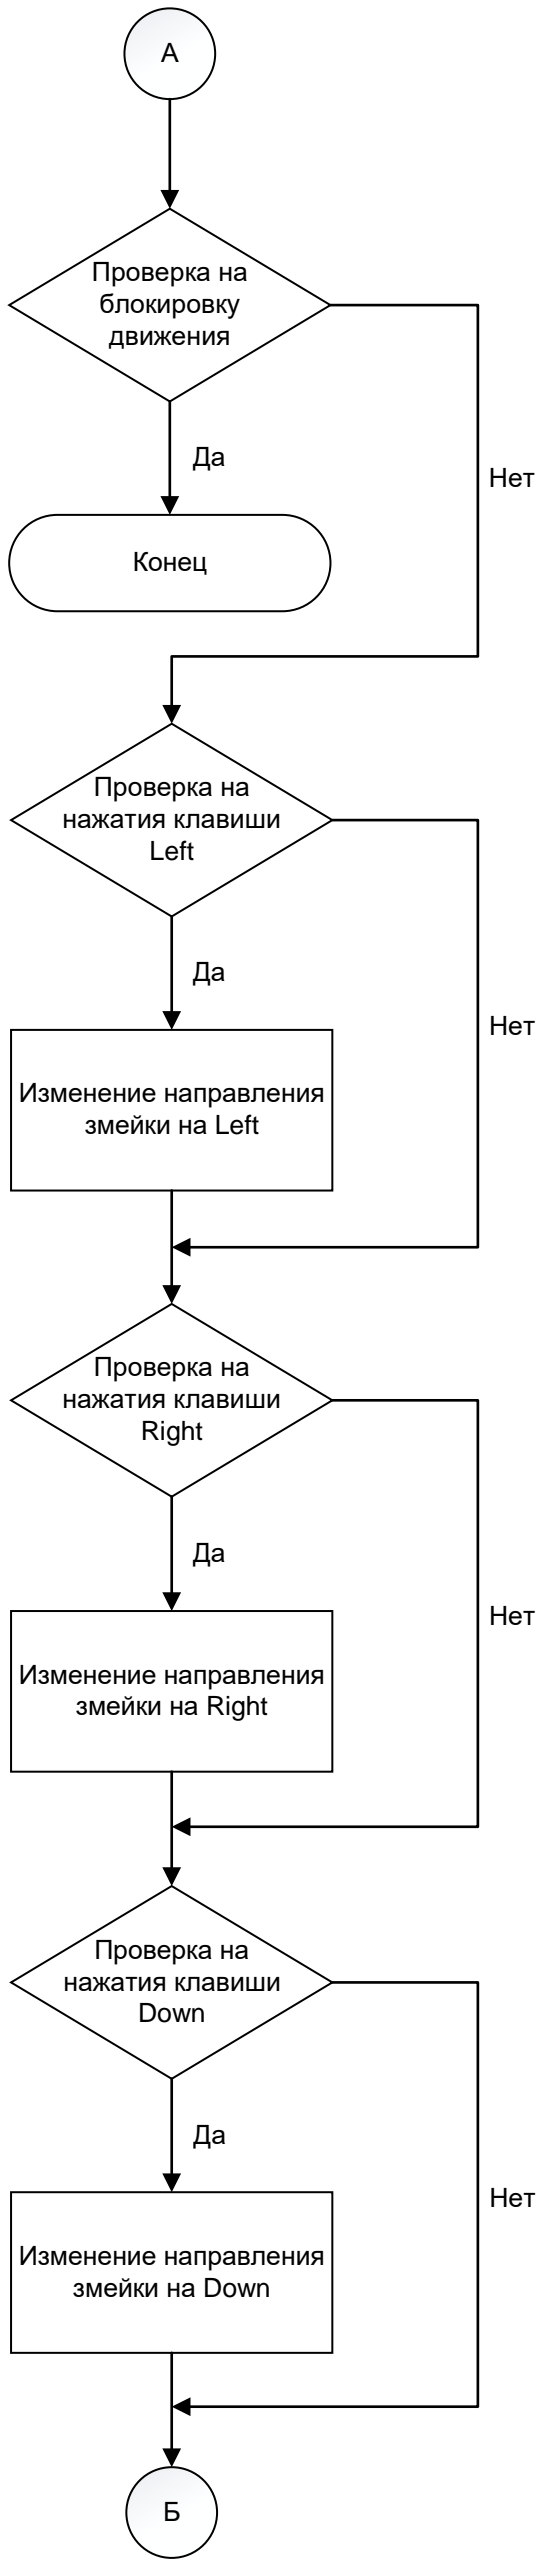 А
Проверка на
блокировку
движения
Да
Нет
Конец
Проверка на
нажатия клавиши
Left
Да
Нет
Изменение направления
змейки на Left
Проверка на
нажатия клавиши
Right
Да
Нет
Изменение направления
змейки на Right
Проверка на
нажатия клавиши
Down
Да
Нет
Изменение направления
змейки на Down
Б